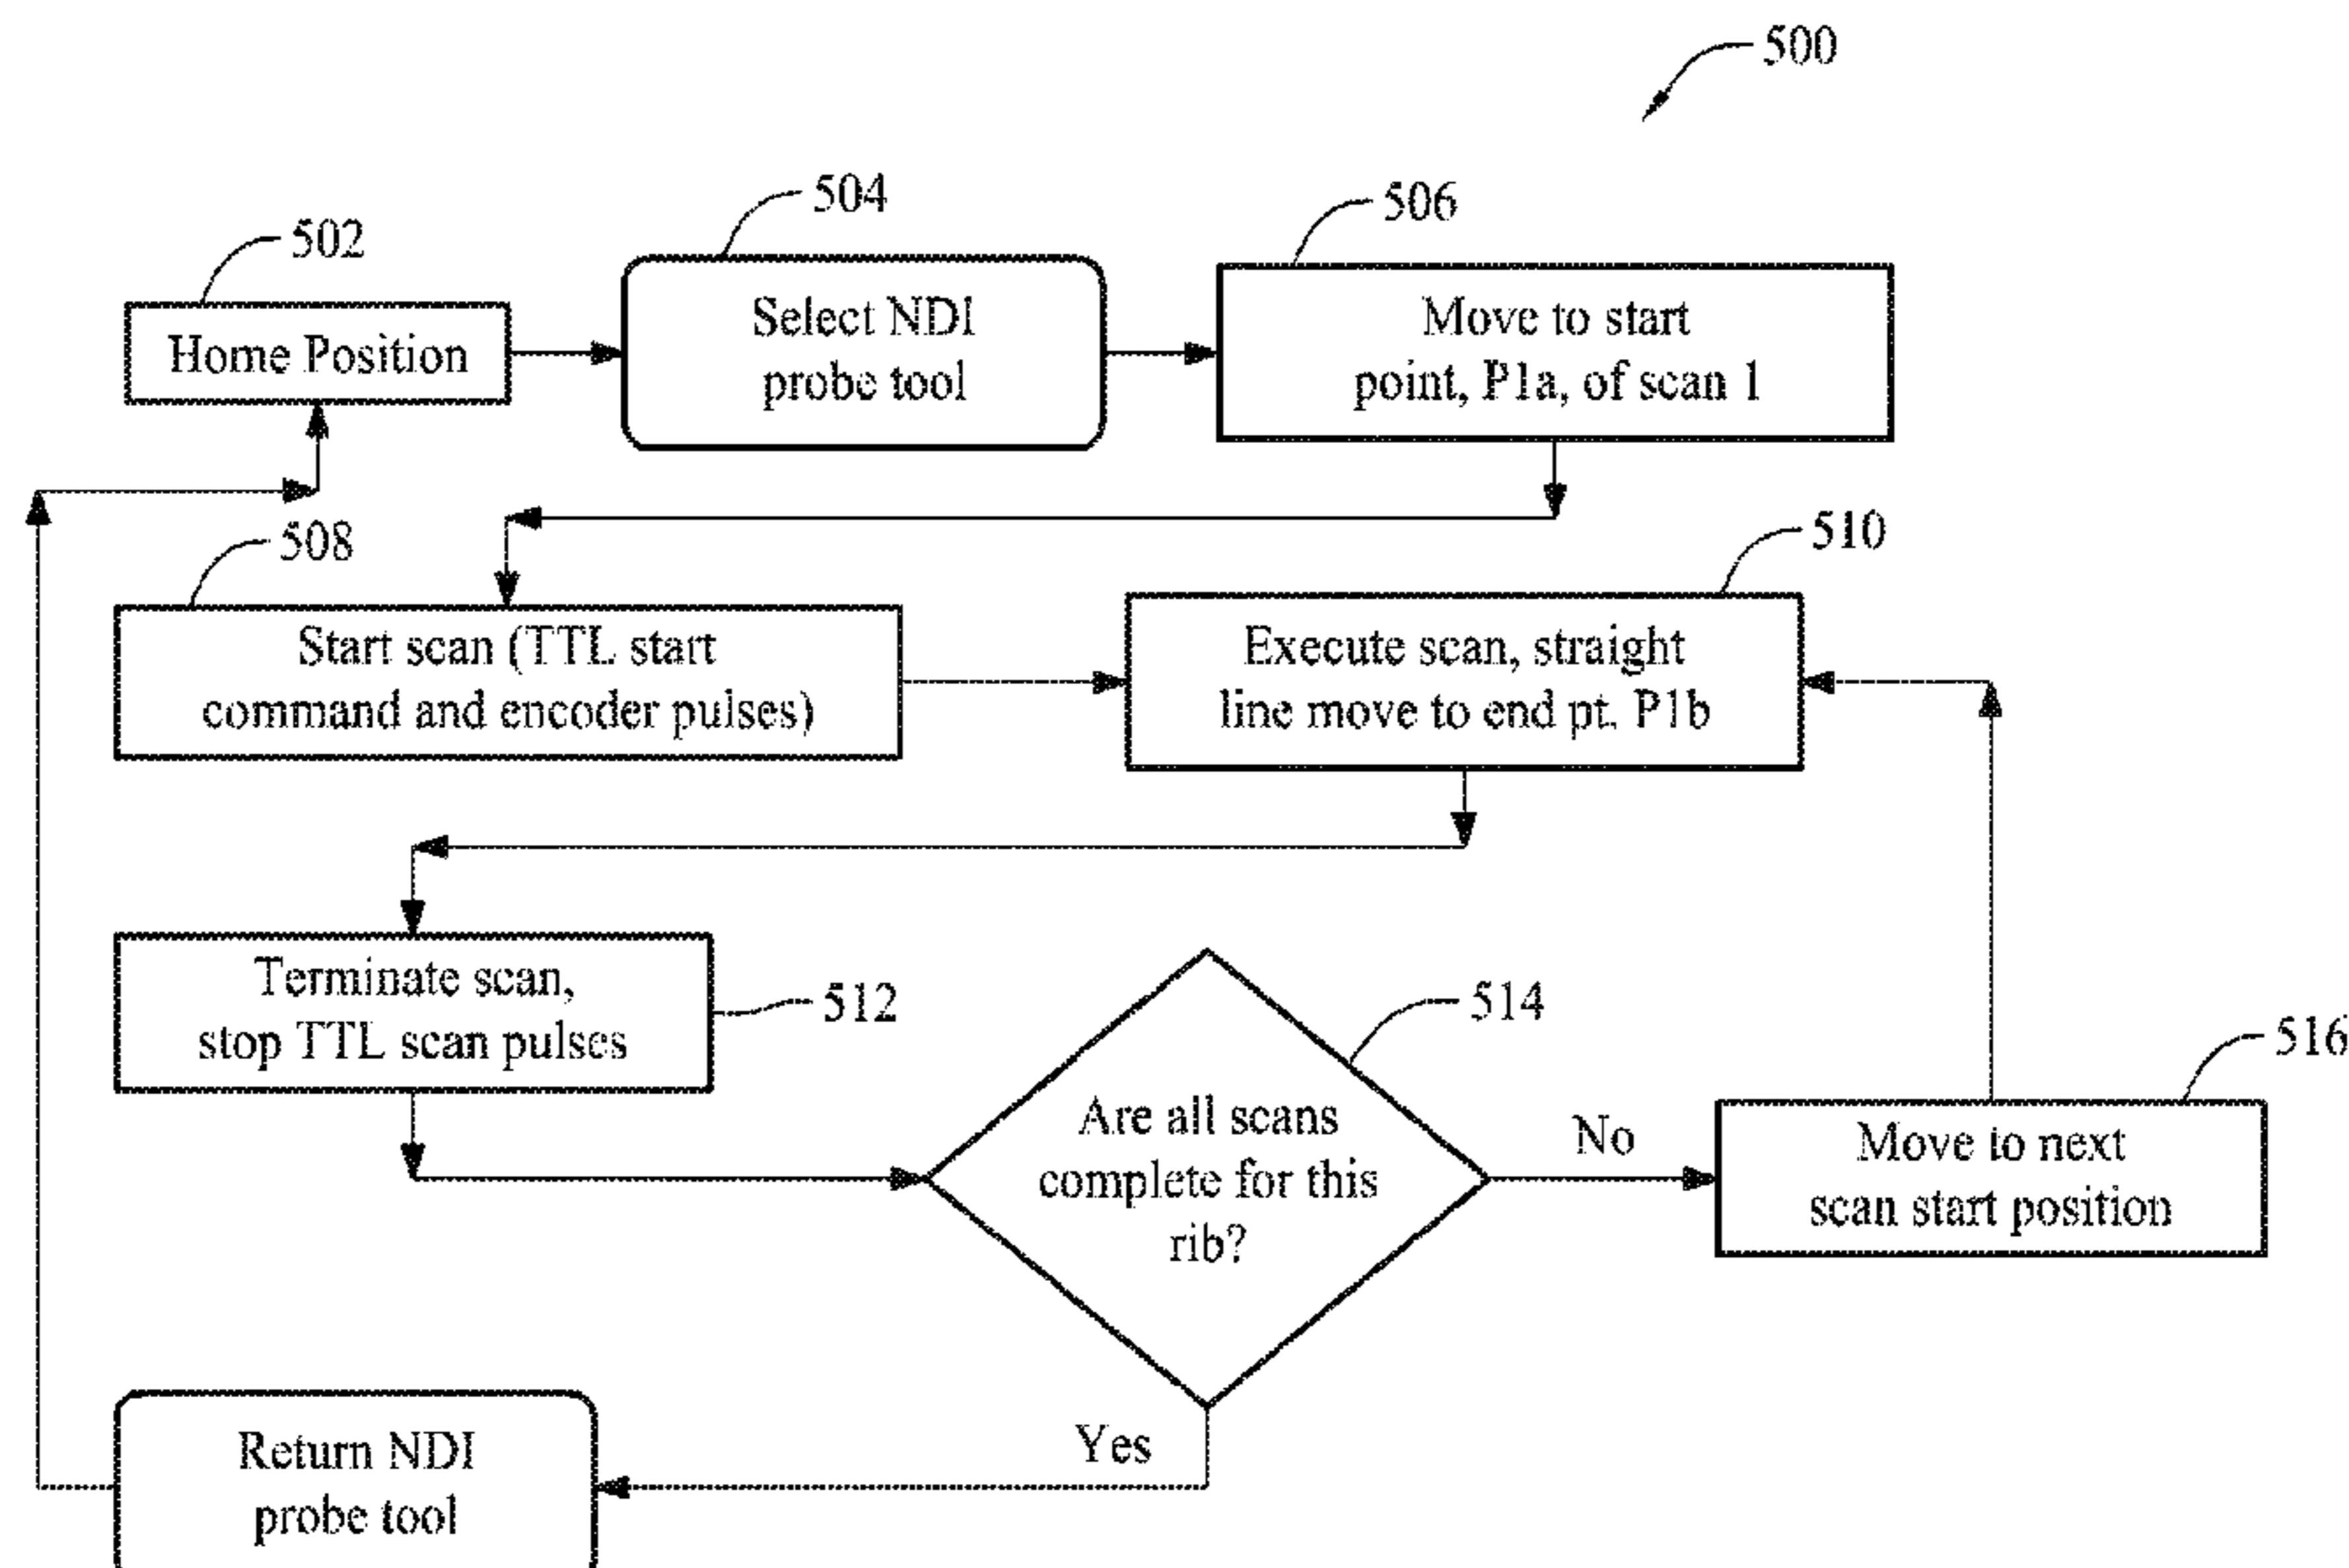 500
502
Home Position
504
Select NDI
probe tool
506
Move to start
point, P1a, of scan 1
508
Start scan (TTL start
command and encoder pulses)
510
Execute scan, straight
line move to end pt. P1b
Terminate scan,
stop TTL scan pulses
512
514
Are all scans
complete for this
rib?
No
516
Move to next
scan start position
Yes
Return NDI
probe tool